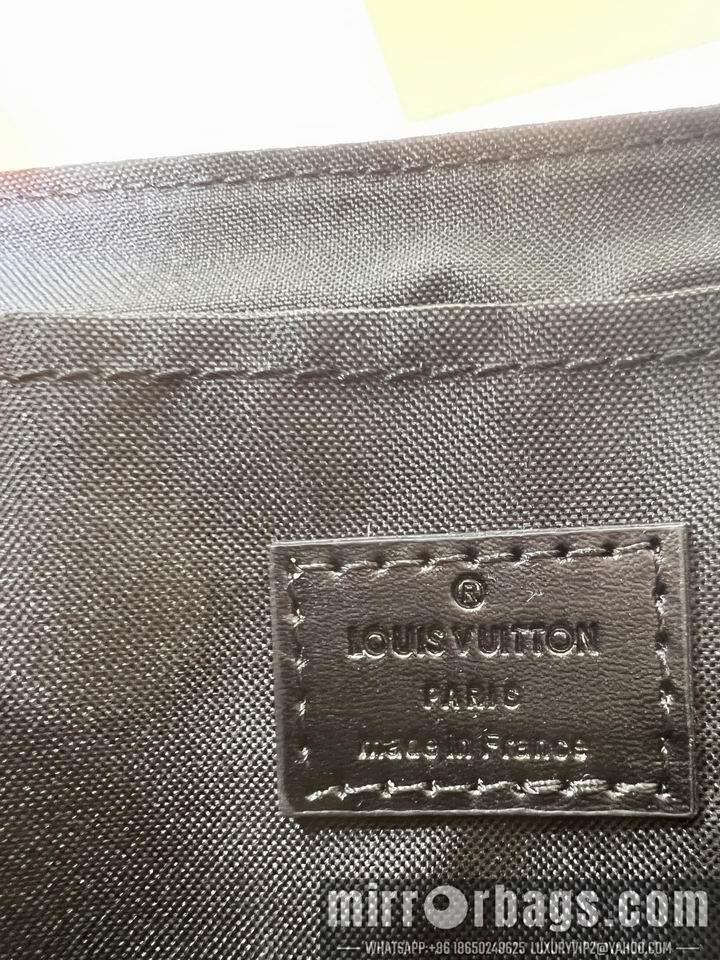 ®
LOUIS VUITTON
PARIS
made in France
mirrorbags.com
WHATSAPP:+86 18650249625 LUXURYVIP2@YAHOO.COM